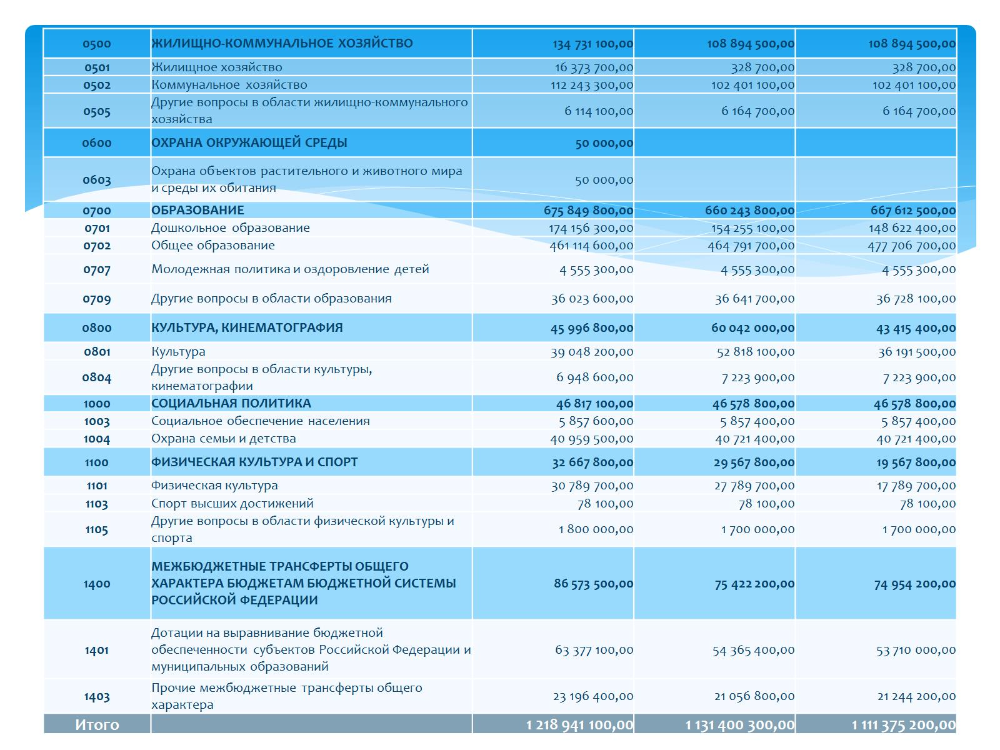 0500 ЖИЛИЩНО-КОММУНАЛЬНОЕ ХОЗЯЙСТВО 134 731 100,00 108 894 500,00 108 894 500,00
0501 Жилищное хозяйство 16 373 700,00 328 700,00 328 700,00
0502 Коммунальное хозяйство 112 243 300,00 102 401 100,00 102 401 100,00
Другие вопросы в области жилищно-коммунального
хозяйства
0505 6 114 100,00 6 164 700,00 6 164 700,00
0600 ОХРАНА ОКРУЖАЮЩЕЙ СРЕДЫ 50 000,00
Охрана объектов растительного и животного мира
и среды их обитания
0603 50 000,00
0700 ОБРАЗОВАНИЕ 675 849 800,00 660 243 800,00 667 612 500,00
0701 Дошкольное образование 174 156 300,00 154 255 100,00 148 622 400,00
0702 Общее образование 461 114 600,00 464 791 700,00 477 706 700,00
0707 Молодежная политика и оздоровление детей 4 555 300,00 4 555 300,00 4 555 300,00
0709 Другие вопросы в области образования 36 023 600,00 36 641 700,00 36 728 100,00
0800 КУЛЬТУРА, КИНЕМАТОГРАФИЯ 45 996 800,00 60 042 000,00 43 415 400,00
0801 Культура 39 048 200,00 52 818 100,00 36 191 500,00
Другие вопросы в области культуры,
кинематографии
0804 6 948 600,00 7 223 900,00 7 223 900,00
1000 СОЦИАЛЬНАЯ ПОЛИТИКА 46 817 100,00 46 578 800,00 46 578 800,00
1003 Социальное обеспечение населения 5 857 600,00 5 857 400,00 5 857 400,00
1004 Охрана семьи и детства 40 959 500,00 40 721 400,00 40 721 400,00
1100 ФИЗИЧЕСКАЯ КУЛЬТУРА И СПОРТ 32 667 800,00 29 567 800,00 19 567 800,00
1101 Физическая культура 30 789 700,00 27 789 700,00 17 789 700,00
1103 Спорт высших достижений 78 100,00 78 100,00 78 100,00
Другие вопросы в области физической культуры и
спорта
1105 1 800 000,00 1 700 000,00 1 700 000,00
МЕЖБЮДЖЕТНЫЕ ТРАНСФЕРТЫ ОБЩЕГО
ХАРАКТЕРА БЮДЖЕТАМ БЮДЖЕТНОЙ СИСТЕМЫ
РОССИЙСКОЙ ФЕДЕРАЦИИ
1400 86 573 500,00 75 422 200,00 74 954 200,00
Дотации на выравнивание бюджетной
обеспеченности субъектов Российской Федерации и
муниципальных образований
1401 63 377 100,00 54 365 400,00 53 710 000,00
Прочие межбюджетные трансферты общего
характера
1403 23 196 400,00 21 056 800,00 21 244 200,00
Итого 1 218 941 100,00 1 131 400 300,00 1 111 375 200,00